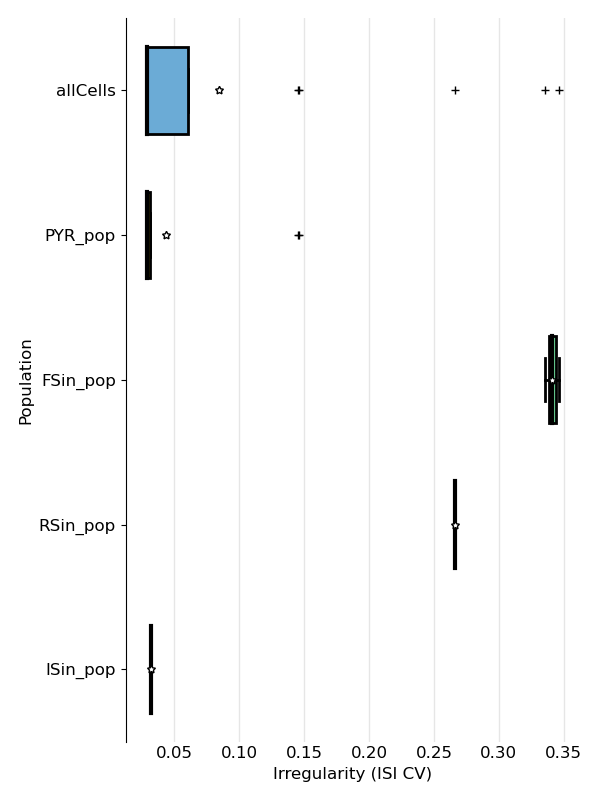 allCells
PYR_pop
FSin_pop
RSin_pop
ISin_pop
Population
0.05 0.10 0.15 0.20 0.25 0.30 0.35
Irregularity (ISI CV)